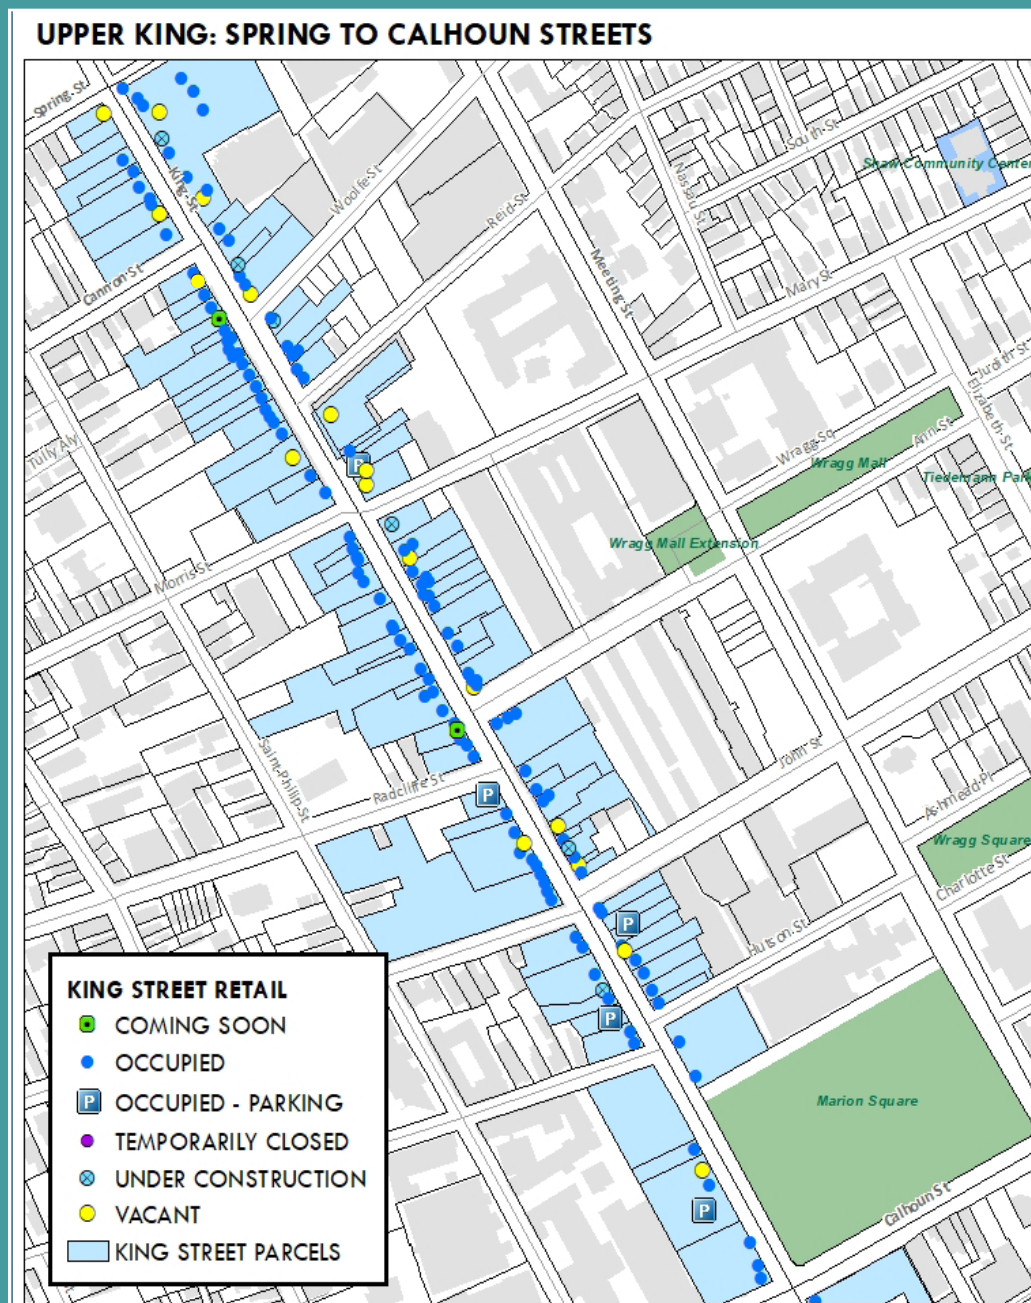 UPPER KING: SPRING TO CALHOUN STREETS
Spring St
South St
Shaw Community Center
King St
Woolfe St
Nassau St
Reid St
Cannon St
Meeting St
Mary St
Judith St
Elizabeth St
Tully Aly
Wragg Sq
Ann St
Wragg Mall
Tiedemann Park
P
Wragg Mall Extension
Morris St
Saint Philip St
John St
Radcliffe St
P
Ashmead Pl
Wragg Square
Charlotte St
P
Hutson St
P
Marion Square
Calhoun St
P
KING STREET RETAIL
COMING SOON
OCCUPIED
P OCCUPIED - PARKING
TEMPORARILY CLOSED
UNDER CONSTRUCTION
VACANT
KING STREET PARCELS